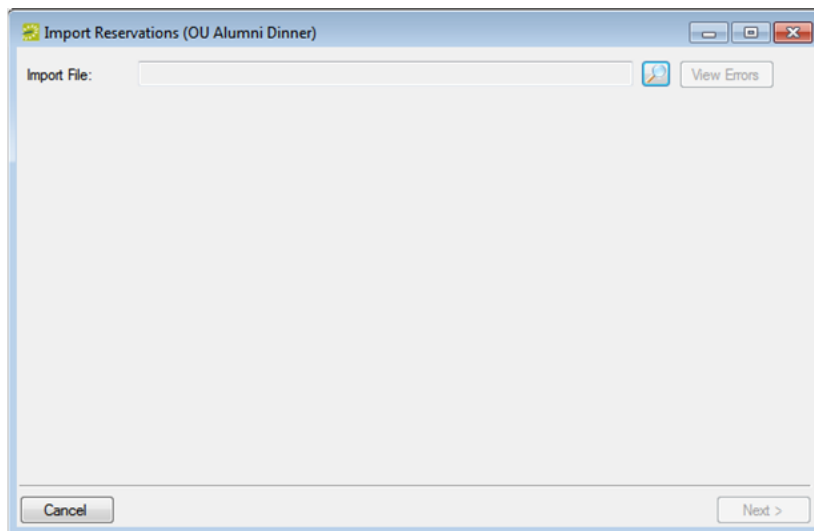 Import Reservations (OU Alumni Dinner)
Import File:
View Errors
Cancel
Next >